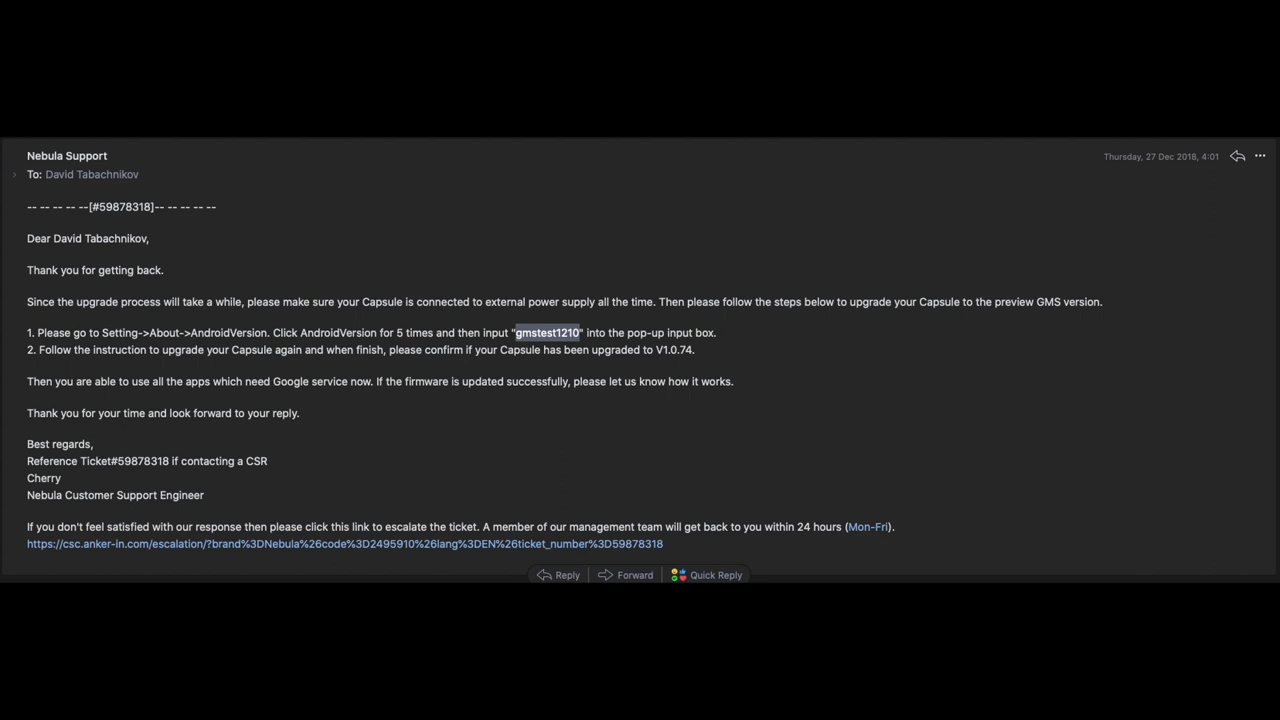 Nebula Support
Thursday, 27 Dec 2018, 4:01
To: David Tabachnikov
-- -- -- -- --[#59878318]-- -- -- -- --
Dear David Tabachnikov,
Thank you for getting back.
Since the upgrade process will take a while, please make sure your Capsule is connected to external power supply all the time. Then please follow the steps below to upgrade your Capsule to the preview GMS version.
1. Please go to Setting->About->AndroidVersion. Click AndroidVersion for 5 times and then input "gmstest1210" into the pop-up input box.
2. Follow the instruction to upgrade your Capsule again and when finish, please confirm if your Capsule has been upgraded to V1.0.74.
Then you are able to use all the apps which need Google service now. If the firmware is updated successfully, please let us know how it works.
Thank you for your time and look forward to your reply.
Best regards,
Reference Ticket#59878318 if contacting a CSR
Cherry
Nebula Customer Support Engineer
If you don't feel satisfied with our response then please click this link to escalate the ticket. A member of our management team will get back to you within 24 hours (Mon-Fri).
https://csc.anker-in.com/escalation/?brand%3DNebula%26code%3D2495910%26lang%3DEN%26ticket_number%3D59878318
Reply Forward Quick Reply